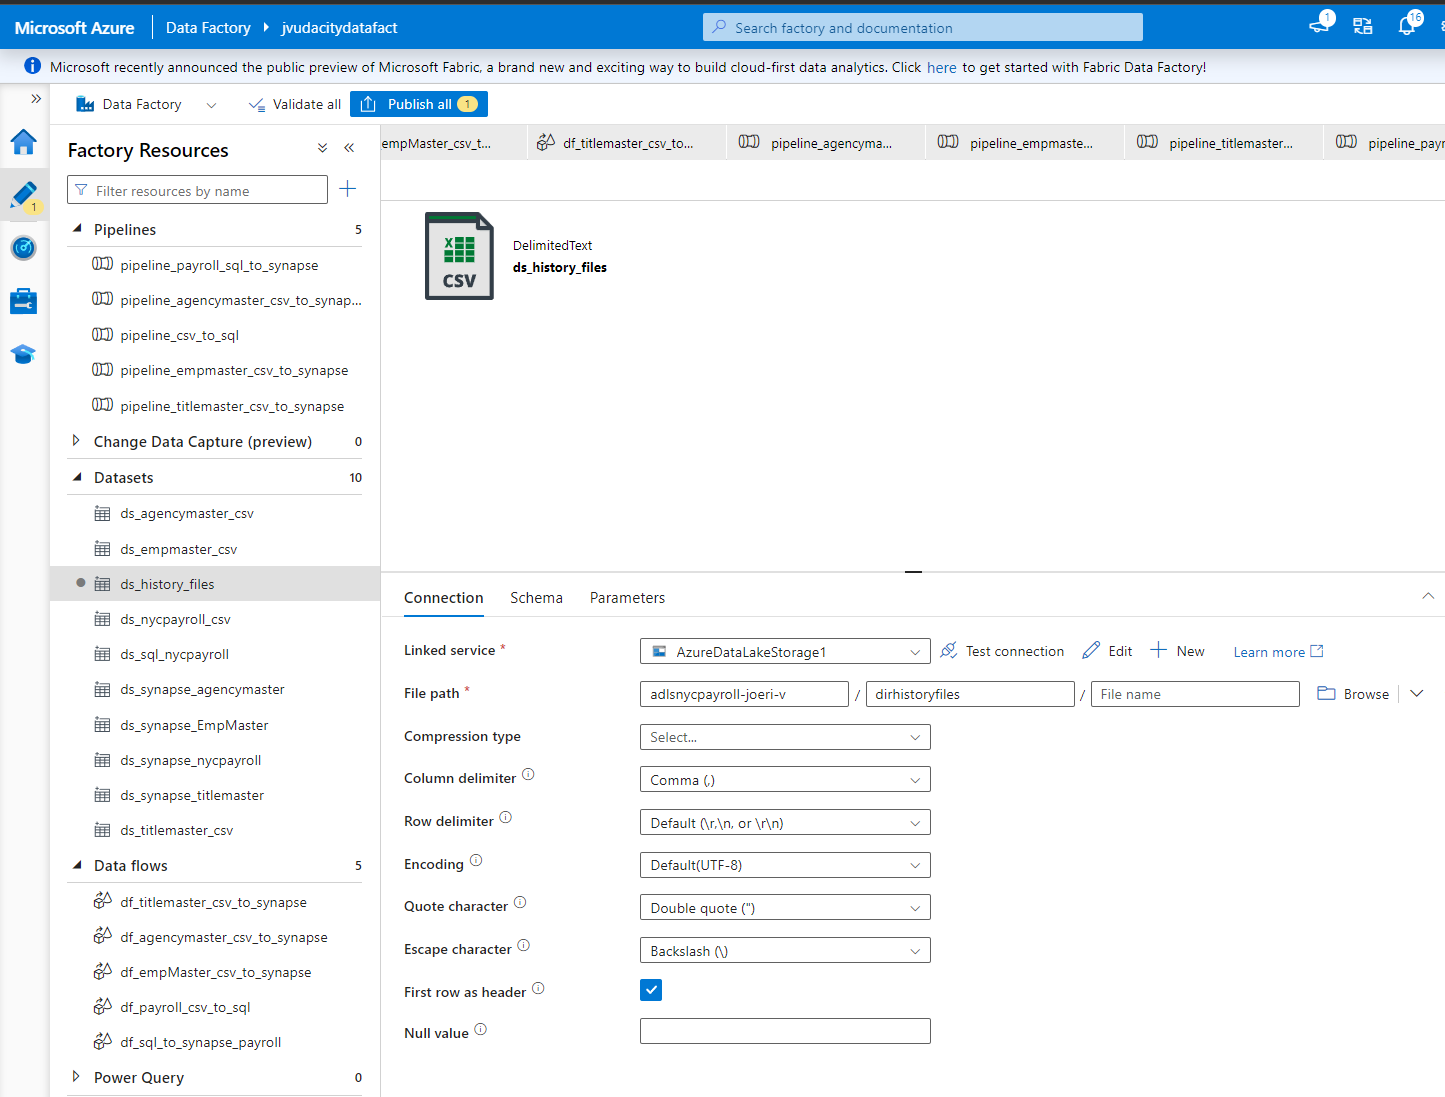 Microsoft Azure
Data Factory
jvudacitydatafact
Search factory and documentation
1
16
Microsoft recently announced the public preview of Microsoft Fabric, a brand new and exciting way to build cloud-first data analytics. Click here to get started with Fabric Data Factory!
Data Factory
Validate all
Publish all 1
1
Factory Resources
Filter resources by name
Pipelines 5
pipeline_payroll_sql_to_synapse
pipeline_agencymaster_csv_to_synap...
pipeline_csv_to_sql
pipeline_empmaster_csv_to_synapse
pipeline_titlemaster_csv_to_synapse
Change Data Capture (preview) 0
Datasets 10
ds_agencymaster_csv
ds_empmaster_csv
ds_history_files
ds_nycpayroll_csv
ds_sql_nycpayroll
ds_synapse_agencymaster
ds_synapse_EmpMaster
ds_synapse_nycpayroll
ds_synapse_titlemaster
ds_titlemaster_csv
Data flows 5
df_titlemaster_csv_to_synapse
df_agencymaster_csv_to_synapse
df_empMaster_csv_to_synapse
df_payroll_csv_to_sql
df_sql_to_synapse_payroll
Power Query 0
empMaster_csv_t...
df_titlemaster_csv_to...
pipeline_agencyma...
pipeline_empmaste...
pipeline_titlemaster...
pipeline_payr
X
CSV
DelimitedText
ds_history_files
Connection
Schema
Parameters
Linked service *
AzureDataLakeStorage1
Test connection
Edit
New
Learn more
File path *
adlsnycpayroll-joeri-v / dirhistoryfiles / File name
Browse
Compression type
Select...
Column delimiter
Comma (,)
Row delimiter
Default (\r,\n, or \r\n)
Encoding
Default(UTF-8)
Quote character
Double quote (")
Escape character
Backslash (\)
First row as header
Null value